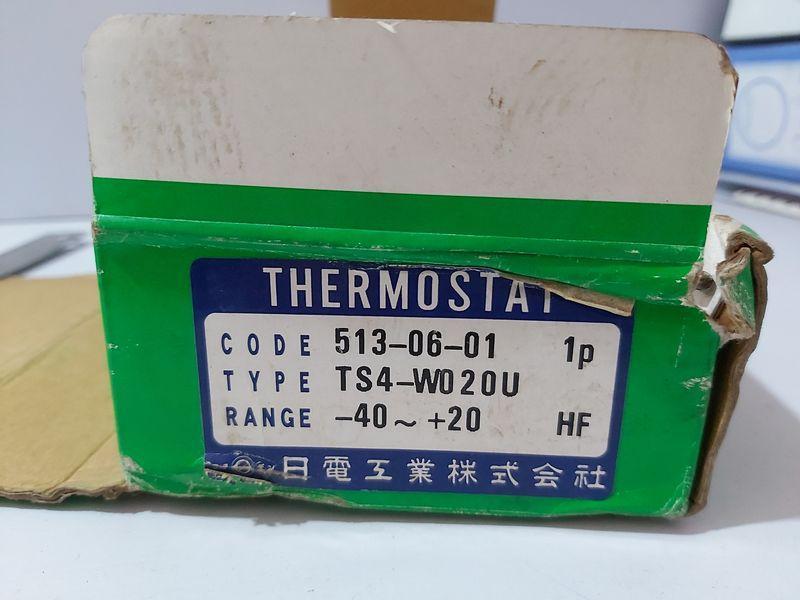 THERMOSTAT
CODE 513-06-01 1p
TYPE TS4-W020U
RANGE -40~+20 HF
日電工業株式会社